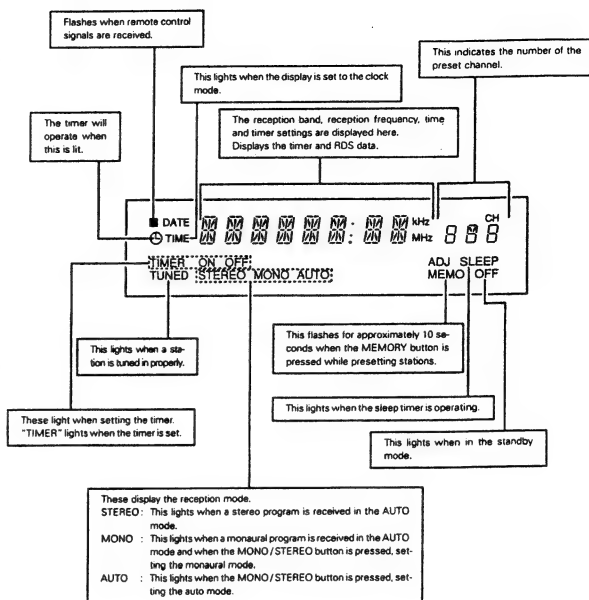 Flashes when remote control
signals are received.
This indicates the number of the
preset channel.
This lights when the display is set to the clock
mode.
The timer will
operate when
this is lit.
The reception band, reception frequency, time
and timer settings are displayed here.
Displays the timer and RDS data.
DATE
kHz
CH
TIME
MHz
TIMER ON OFF
ADJ SLEEP
TUNED STEREO MONO AUTO
MEMO OFF
This lights when a sta-
tion is tuned in properly.
This flashes for approximately 10 se-
conds when the MEMORY button is
pressed while presetting stations.
These light when setting the timer.
"TIMER" lights when the timer is set.
This lights when the sleep timer is operating.
This lights when in the standby
mode.
These display the reception mode.
STEREO: This lights when a stereo program is received in the AUTO
mode.
MONO : This lights when a monaural program is received in the AUTO
mode and when the MONO/STEREO button is pressed, set-
ting the monaural mode.
AUTO : This lights when the MONO/STEREO button is pressed, set-
ting the auto mode.